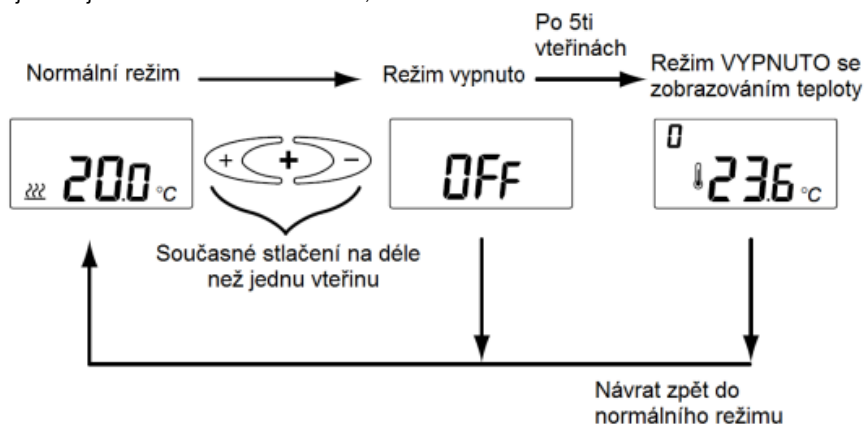 Po 5ti
vteřinách
Normální režim
Režim vypnuto
Režim VYPNUTO se
zobrazováním teploty
20.0 °C
+ + −
OFF
0
23.6 °C
Současné stlačení na déle
než jednu vteřinu
Návrat zpět do
normálního režimu